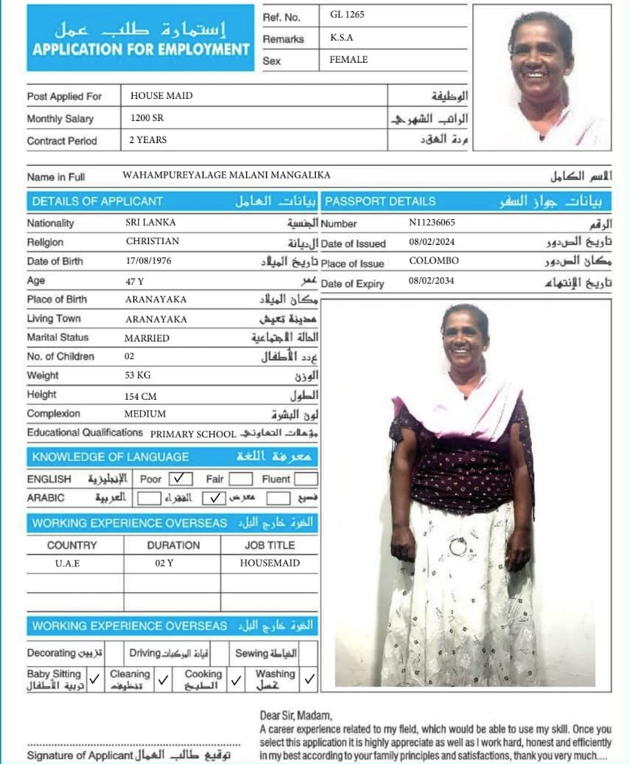 إستمارة طلب عمل
APPLICATION FOR EMPLOYMENT
Ref. No. GL 1265
Remarks K.S.A
Sex FEMALE
Post Applied For HOUSE MAID الوظيفة
Monthly Salary 1200 SR الراتب الشهري
Contract Period 2 YEARS مدة العقد
Name in Full WAHAMPUREYALAGE MALANI MANGALIKA الاسم الكامل
DETAILS OF APPLICANT بيانات العامل
Nationality SRI LANKA الجنسية
Religion CHRISTIAN الديانة
Date of Birth 17/08/1976 تاريخ الميلاد
Age 47 Y عمر
Place of Birth ARANAYAKA مكان الميلاد
Living Town ARANAYAKA مدينة تعيش
Marital Status MARRIED الحالة الاجتماعية
No. of Children 02 عدد الأطفال
Weight 53 KG الوزن
Height 154 CM الطول
Complexion MEDIUM لون البشرة
Educational Qualifications PRIMARY SCHOOL مؤهلات
PASSPORT DETAILS بيانات جواز السفر
Number N11236065 الرقم
Date of Issued 08/02/2024 تاريخ الصدور
Place of Issue COLOMBO مكان الصدور
Date of Expiry 08/02/2034 تاريخ الإنتهاء
KNOWLEDGE OF LANGUAGE معرفة اللغة
ENGLISH الإنجليزية Poor ✓ Fair Fluent
ARABIC العربية ✓ فصيح
WORKING EXPERIENCE OVERSEAS خارج البلد
COUNTRY DURATION JOB TITLE
U.A.E 02 Y HOUSEMAID
WORKING EXPERIENCE OVERSEAS خارج البلد
Decorating تزيين Driving قيادة المركبات Sewing الخياطة
Baby Sitting ✓ Cleaning ✓ Cooking ✓ Washing ✓
تربية الأطفال تنظيف الطبخ غسل
Signature of Applicant توقيع طالب العمال
Dear Sir, Madam,
A career experience related to my field, which would be able to use my skill. Once you
select this application it is highly appreciate as well as I work hard, honest and efficiently
in my best according to your family principles and satisfactions, thank you very much....